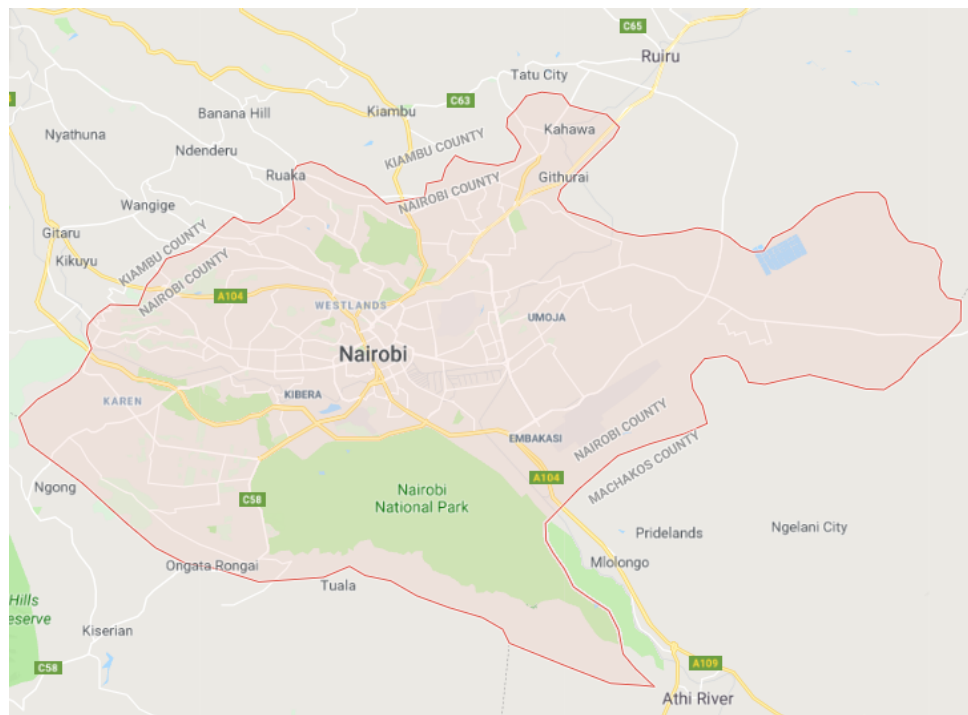 C65
Ruiru
Tatu City
C63
Kiambu
Banana Hill
Kahawa
Nyathuna
KIAMBU COUNTY
Ndenderu
Ruaka
Githurai
NAIROBI COUNTY
Wangige
Gitaru
KIAMBU COUNTY
Kikuyu
NAIROBI COUNTY
A104
WESTLANDS
UMOJA
Nairobi
KIBERA
KAREN
NAIROBI COUNTY
EMBAKASI
MACHAKOS COUNTY
A104
Ngong
C58
Nairobi
National Park
Pridelands
Ngelani City
Mlolongo
Ongata Rongai
Tuala
Hills
eserve
Kiserian
C58
A109
Athi River